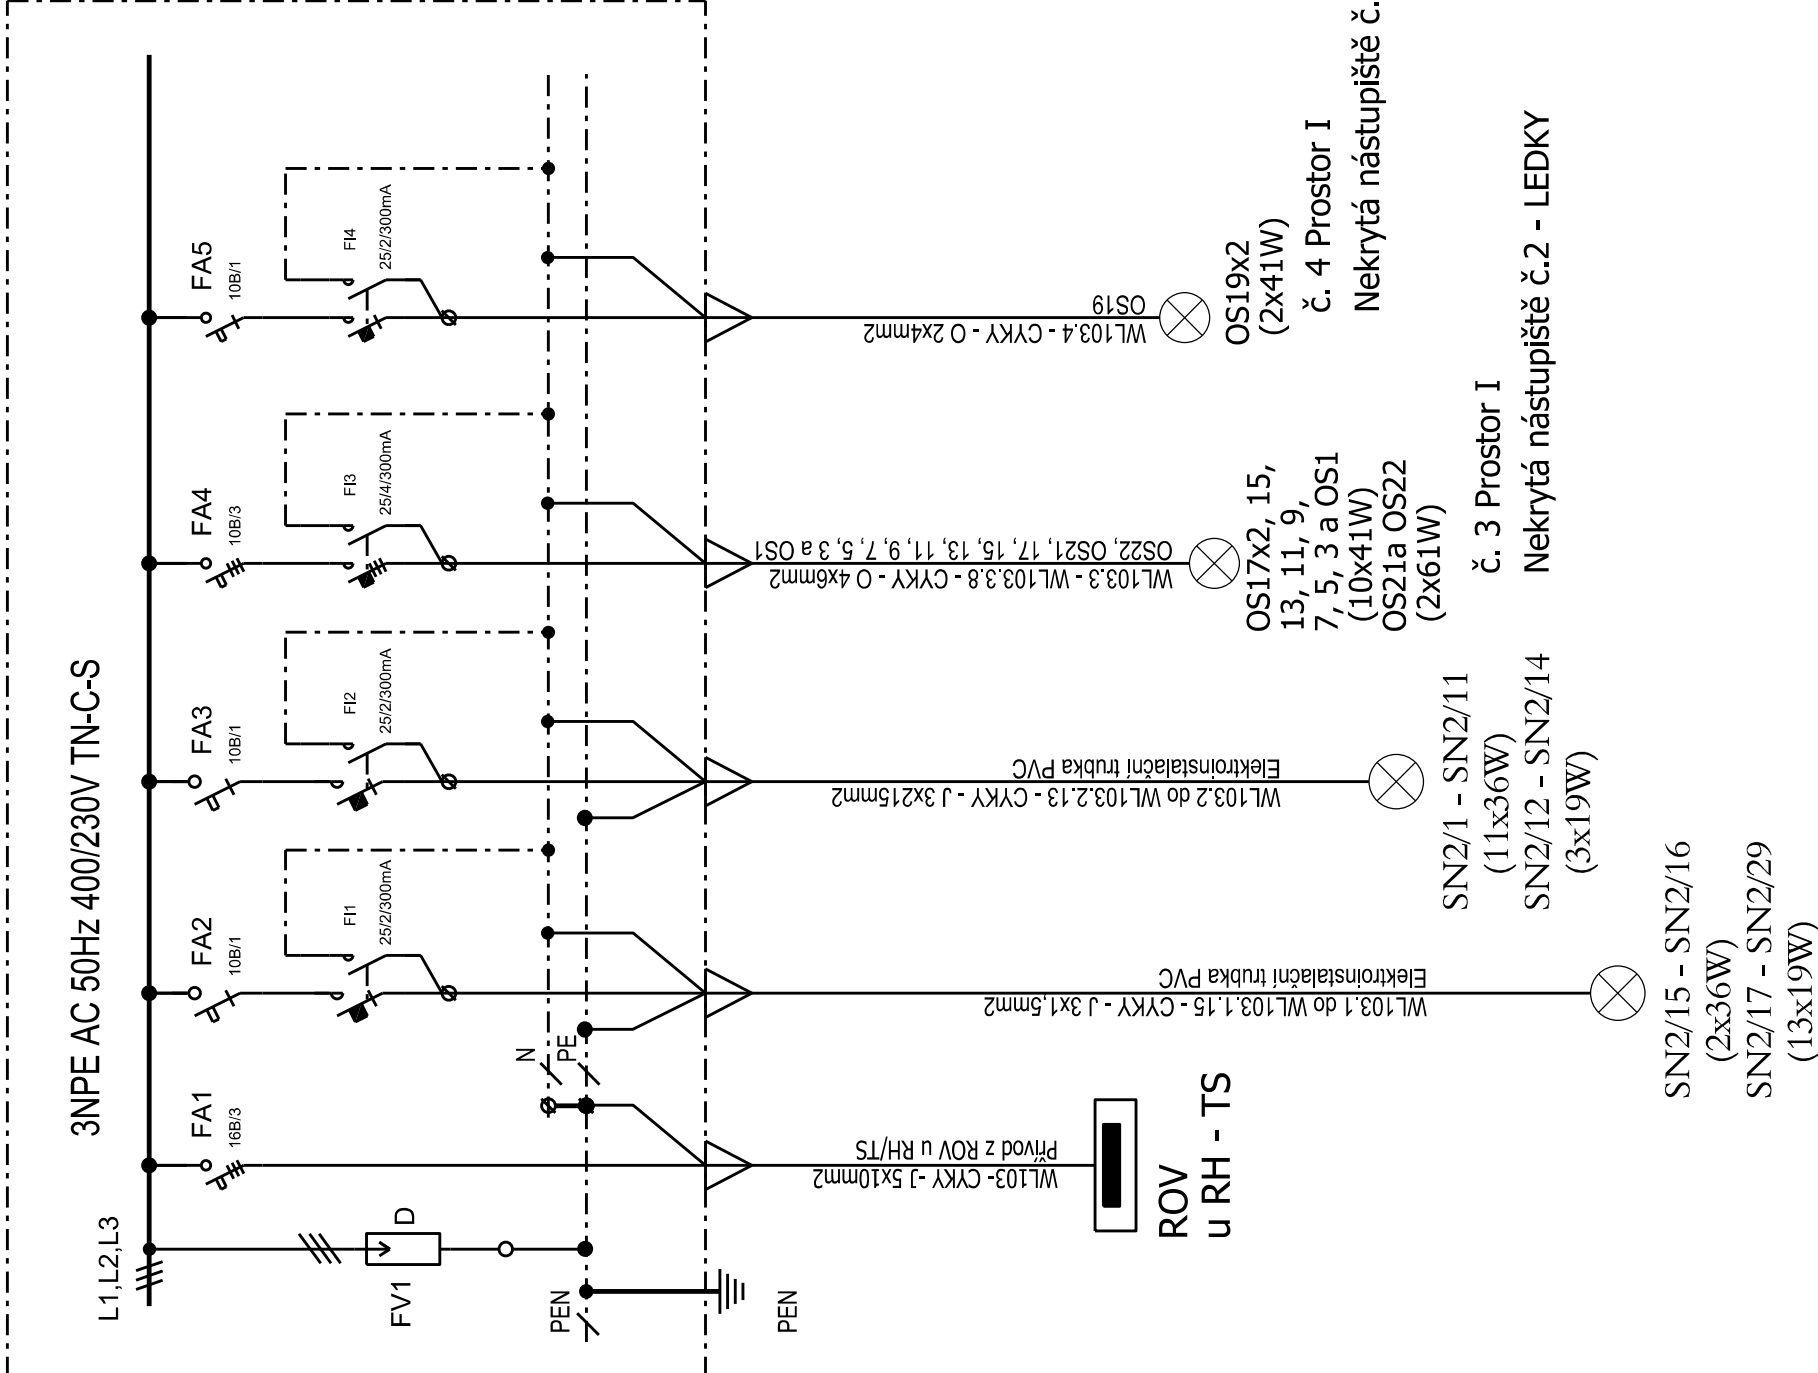 3NPE AC 50Hz 400/230V TN-C-S
L1,L2,L3
FV1
D
PEN
PEN
N
PE
FA1
16B/3
WL103- CYKY -J 5x10mm2
Přívod z ROV u RH/TS
ROV
u RH - TS
FA2
10B/1
FI1
25/2/300mA
WL103.1 do WL103.1.15 - CYKY - J 3x1,5mm2
Elektroinstalační trubka PVC
SN2/15 - SN2/16
(2x36W)
SN2/17 - SN2/29
(13x19W)
FA3
10B/1
FI2
25/2/300mA
WL103.2 do WL103.2.13 - CYKY - J 3x215mm2
Elektroinstalační trubka PVC
SN2/1 - SN2/11
(11x36W)
SN2/12 - SN2/14
(3x19W)
FA4
10B/3
FI3
25/4/300mA
WL103.3 - WL103.3.8 - CYKY - O 4x6mm2
OS22, OS21, 17, 15, 13, 11, 9, 7, 5, 3 a OS1
OS17x2, 15,
13, 11, 9,
7, 5, 3 a OS1
(10x41W)
OS21a OS22
(2x61W)
č. 3 Prostor I
Nekrytá nástupiště č.2 - LEDKY
FA5
10B/1
FI4
25/2/300mA
WL103.4 - CYKY - O 2x4mm2
OS19
OS19x2
(2x41W)
č. 4 Prostor I
Nekrytá nástupiště č.